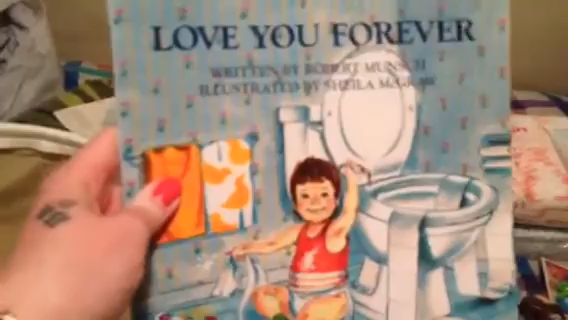 LOVE YOU FOREVER
WRITTEN BY ROBERT MUNSCH
ILLUSTRATED BY SHEILA McGRAW